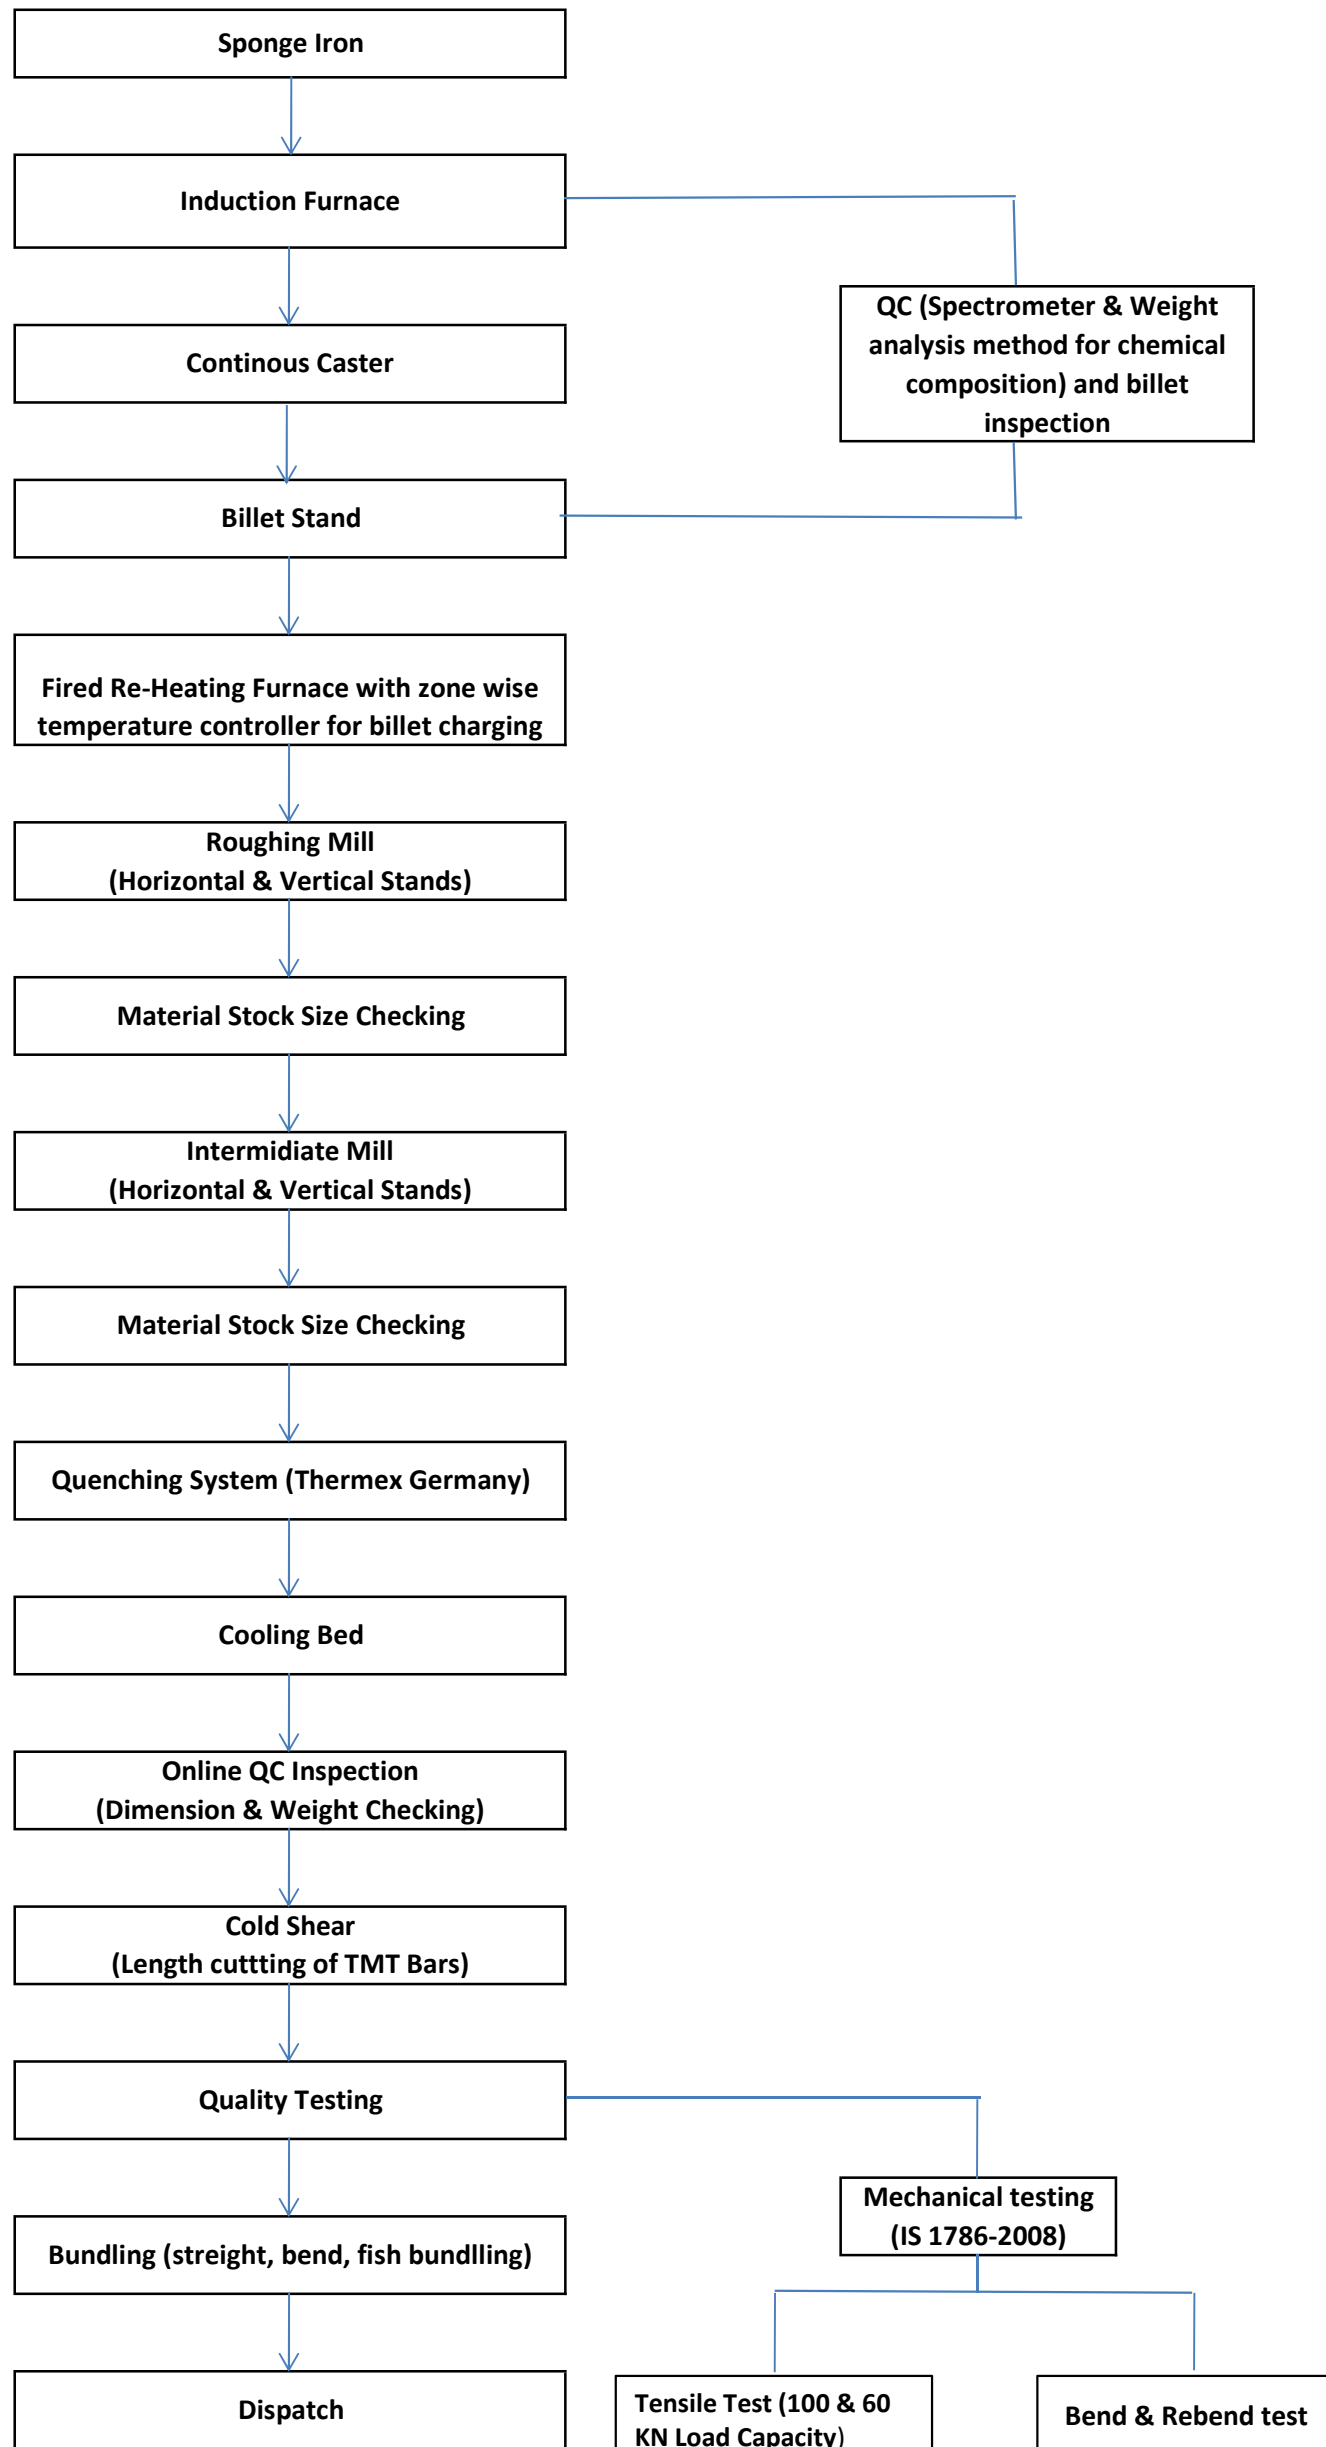 Sponge Iron
Induction Furnace
QC (Spectrometer & Weight
analysis method for chemical
composition) and billet
inspection
Continous Caster
Billet Stand
Fired Re-Heating Furnace with zone wise
temperature controller for billet charging
Roughing Mill
(Horizontal & Vertical Stands)
Material Stock Size Checking
Intermidiate Mill
(Horizontal & Vertical Stands)
Material Stock Size Checking
Quenching System (Thermex Germany)
Cooling Bed
Online QC Inspection
(Dimension & Weight Checking)
Cold Shear
(Length cuttting of TMT Bars)
Quality Testing
Mechanical testing
(IS 1786-2008)
Bundling (streight, bend, fish bundlling)
Dispatch
Tensile Test (100 & 60
KN Load Capacity)
Bend & Rebend test